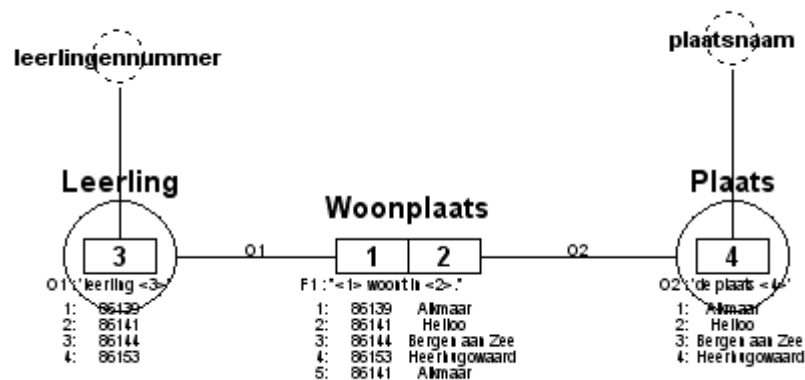 leerlingennummer
plaatsnaam
Leerling
Woonplaats
Plaats
3
O1
1 2
O2
4
O1:"leerling <3>"
F1:"<1> woont in <2>."
O2:"de plaats <4>"
1: 86139
2: 86141
3: 86144
4: 86153
1: 86139 Alkmaar
2: 86141 Heiloo
3: 86144 Bergen aan Zee
4: 86153 Heerhugowaard
5: 86141 Alkmaar
1: Alkmaar
2: Heiloo
3: Bergen aan Zee
4: Heerhugowaard